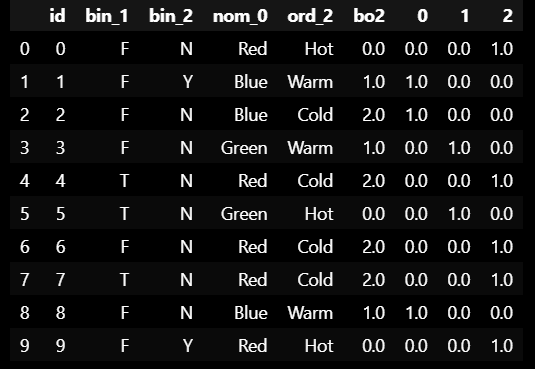 id bin_1 bin_2 nom_0 ord_2 bo2 0 1 2
0 0 F N Red Hot 0.0 0.0 0.0 1.0
1 1 F Y Blue Warm 1.0 1.0 0.0 0.0
2 2 F N Blue Cold 2.0 1.0 0.0 0.0
3 3 F N Green Warm 1.0 0.0 1.0 0.0
4 4 T N Red Cold 2.0 0.0 0.0 1.0
5 5 T N Green Hot 0.0 0.0 1.0 0.0
6 6 F N Red Cold 2.0 0.0 0.0 1.0
7 7 T N Red Cold 2.0 0.0 0.0 1.0
8 8 F N Blue Warm 1.0 1.0 0.0 0.0
9 9 F Y Red Hot 0.0 0.0 0.0 1.0